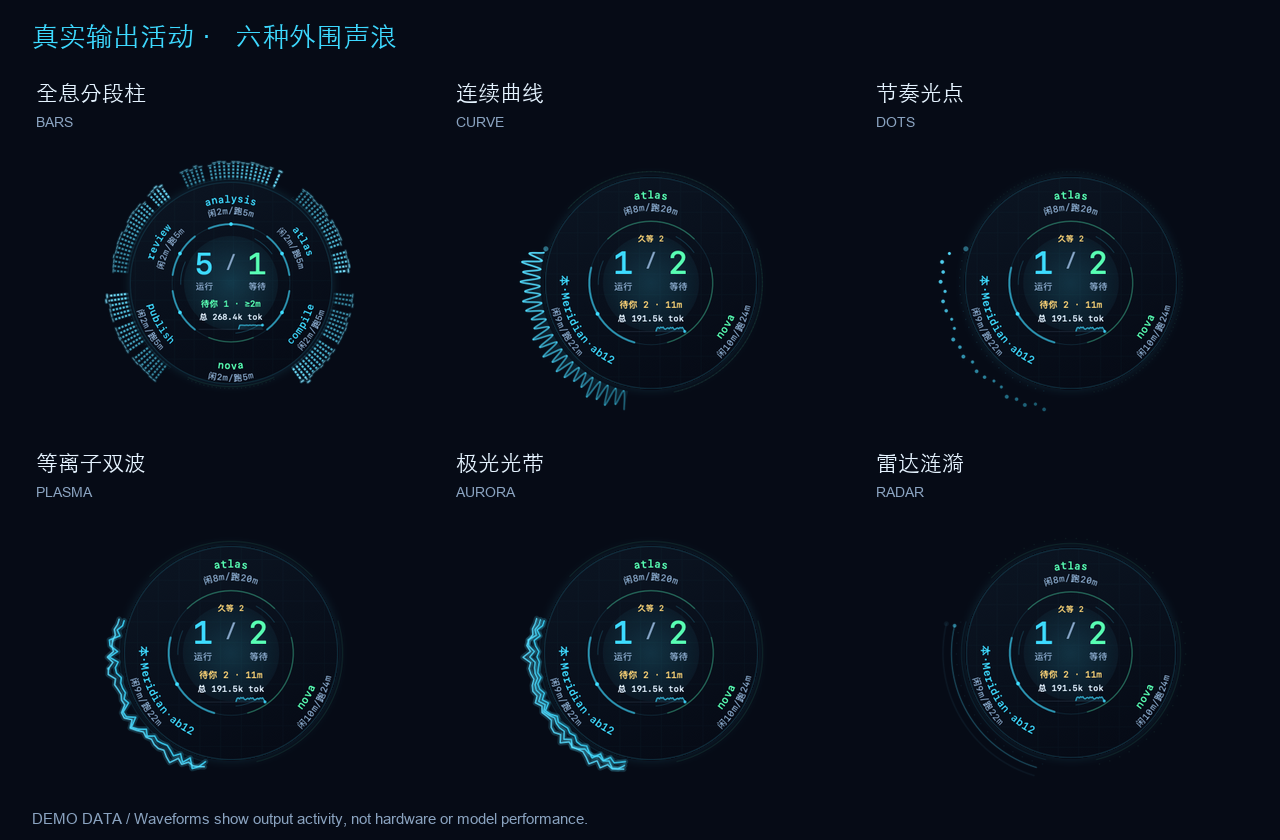 真实输出活动 · 六种外围声浪
全息分段柱
BARS
analysis
闲2m/跑5m
atlas
闲2m/跑5m
compile
闲2m/跑5m
nova
闲2m/跑5m
publish
闲2m/跑5m
review
闲2m/跑5m
5 / 1
运行 等待
待你 1 · ≥2m
总 268.4k tok
连续曲线
CURVE
atlas
闲8m/跑20m
nova
闲10m/跑24m
本·Meridian·ab12
闲9m/跑22m
久等 2
1 / 2
运行 等待
待你 2 · 11m
总 191.5k tok
节奏光点
DOTS
atlas
闲8m/跑20m
nova
闲10m/跑24m
本·Meridian·ab12
闲9m/跑22m
久等 2
1 / 2
运行 等待
待你 2 · 11m
总 191.5k tok
等离子双波
PLASMA
atlas
闲8m/跑20m
nova
闲10m/跑24m
本·Meridian·ab12
闲9m/跑22m
久等 2
1 / 2
运行 等待
待你 2 · 11m
总 191.5k tok
极光光带
AURORA
atlas
闲8m/跑20m
nova
闲10m/跑24m
本·Meridian·ab12
闲9m/跑22m
久等 2
1 / 2
运行 等待
待你 2 · 11m
总 191.5k tok
雷达涟漪
RADAR
atlas
闲8m/跑20m
nova
闲10m/跑24m
本·Meridian·ab12
闲9m/跑22m
久等 2
1 / 2
运行 等待
待你 2 · 11m
总 191.5k tok
DEMO DATA / Waveforms show output activity, not hardware or model performance.